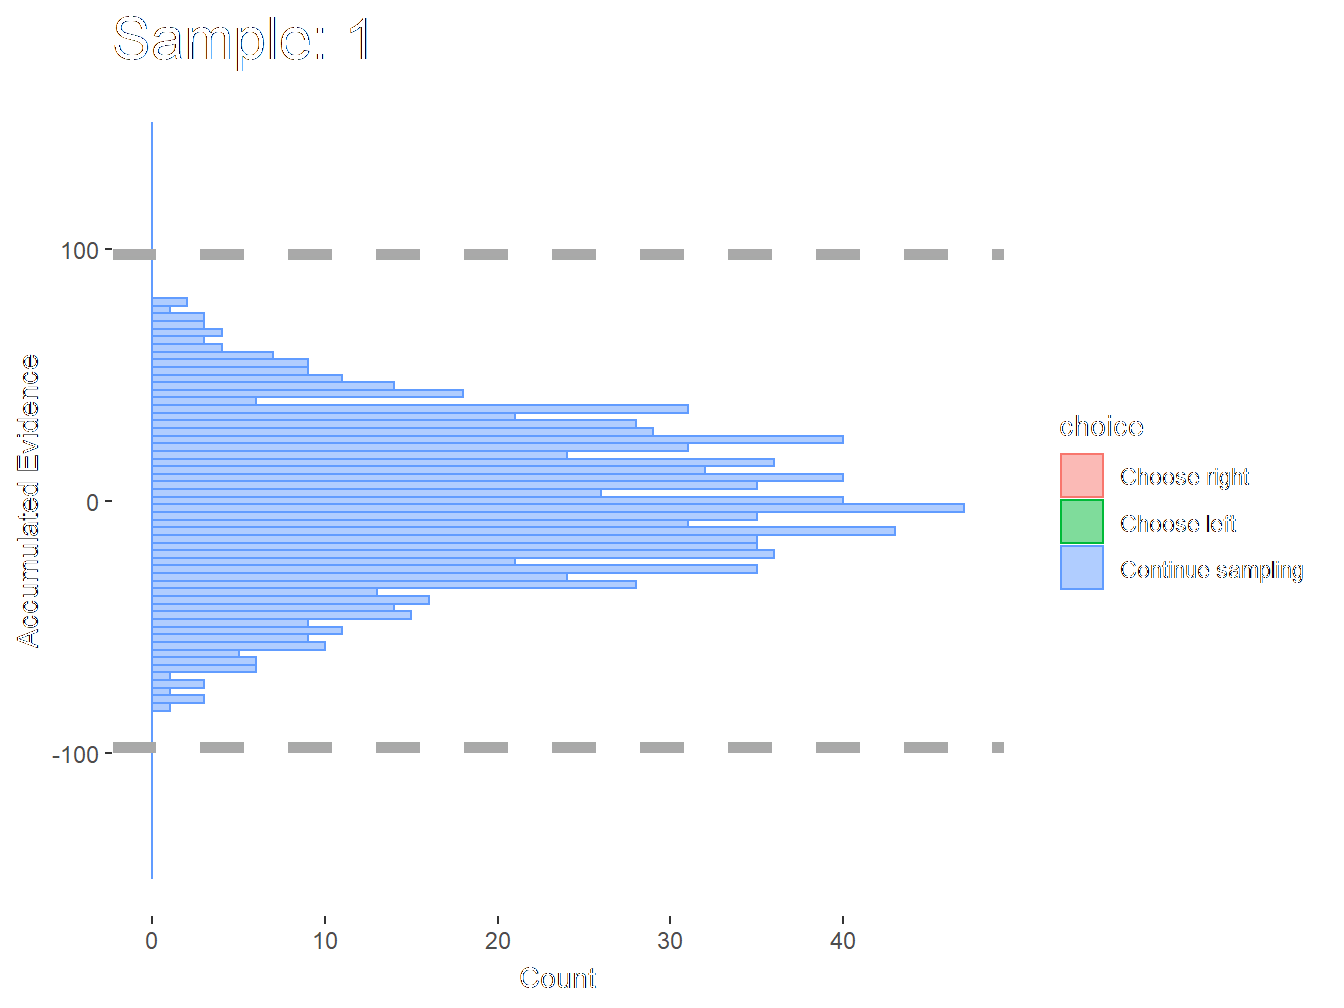 Sample: 1
100
0
-100
Accumulated Evidence
0 10 20 30 40
Count
choice
Choose right
Choose left
Continue sampling